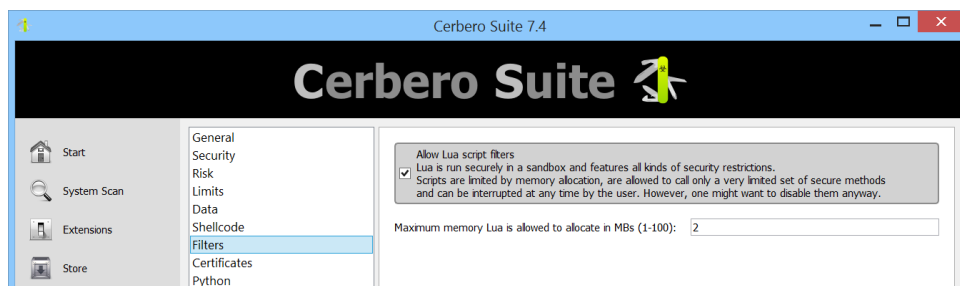 Cerbero Suite 7.4
Cerbero Suite
Start
System Scan
Extensions
Store
General
Security
Risk
Limits
Data
Shellcode
Filters
Certificates
Python
Allow Lua script filters
Lua is run securely in a sandbox and features all kinds of security restrictions.
Scripts are limited by memory allocation, are allowed to call only a very limited set of secure methods
and can be interrupted at any time by the user. However, one might want to disable them anyway.
Maximum memory Lua is allowed to allocate in MBs (1-100): 2